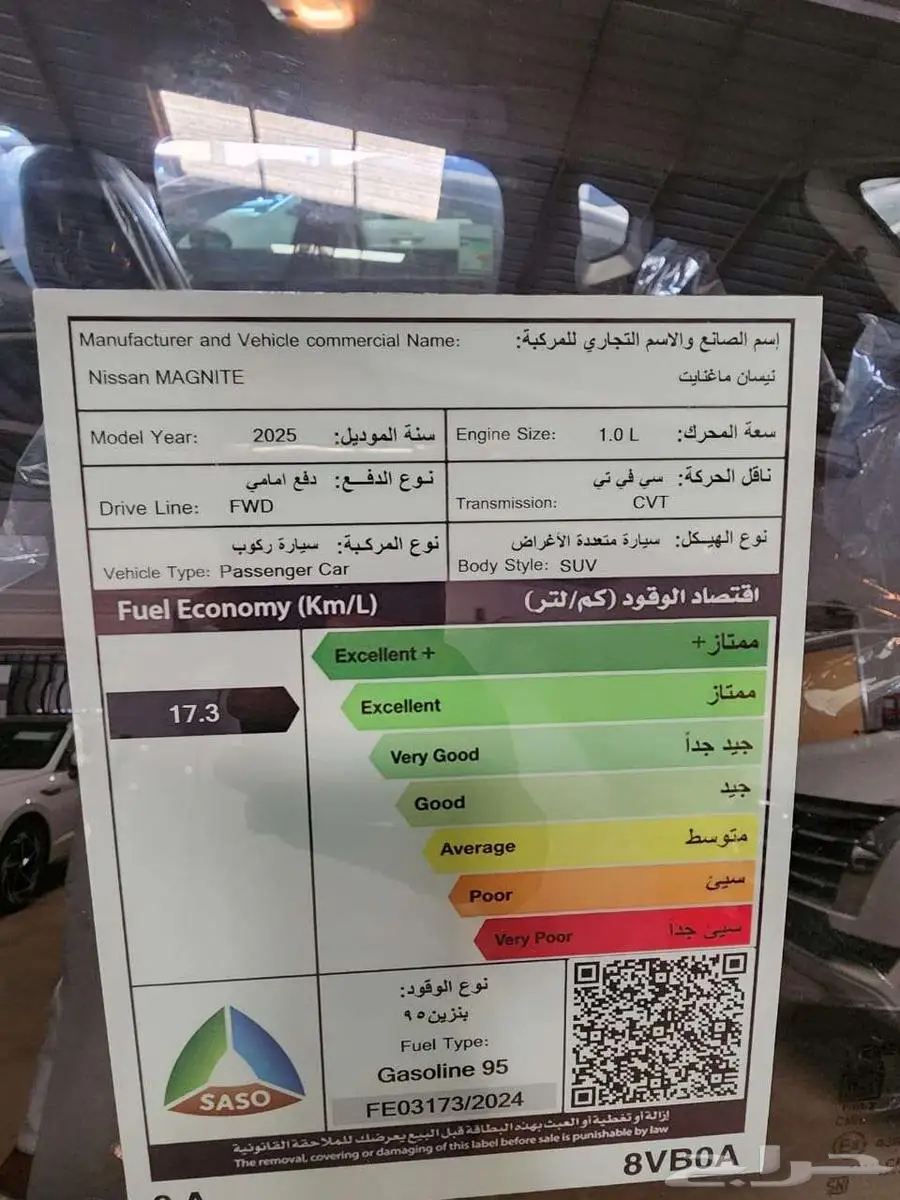 Manufacturer and Vehicle commercial Name: إسم الصانع والاسم التجاري للمركبة:
Nissan MAGNITE نيسان ماغنايت
Model Year: 2025 سنة الموديل:
Engine Size: 1.0 L سعة المحرك:
نوع الدفــع: دفع امامي
Drive Line: FWD
ناقل الحركة: سي في تي
Transmission: CVT
نوع المركبة: سيارة ركوب
Vehicle Type: Passenger Car
نوع الهيكل: سيارة متعددة الأغراض
Body Style: SUV
Fuel Economy (Km/L) اقتصاد الوقود (كم/لتر)
Excellent + ممتاز+
17.3
Excellent ممتاز
Very Good جيد جداً
Good جيد
Average متوسط
Poor سيئ
Very Poor سيئ جداً
SASO
نوع الوقود:
بنزين ٩٥
Fuel Type:
Gasoline 95
FE03173/2024
إزالة أو تغطية أو العبث بهذه البطاقة قبل البيع يعرضك للملاحقة القانونية
The removal, covering or damaging of this label before sale is punishable by law
8VB0A
حراج